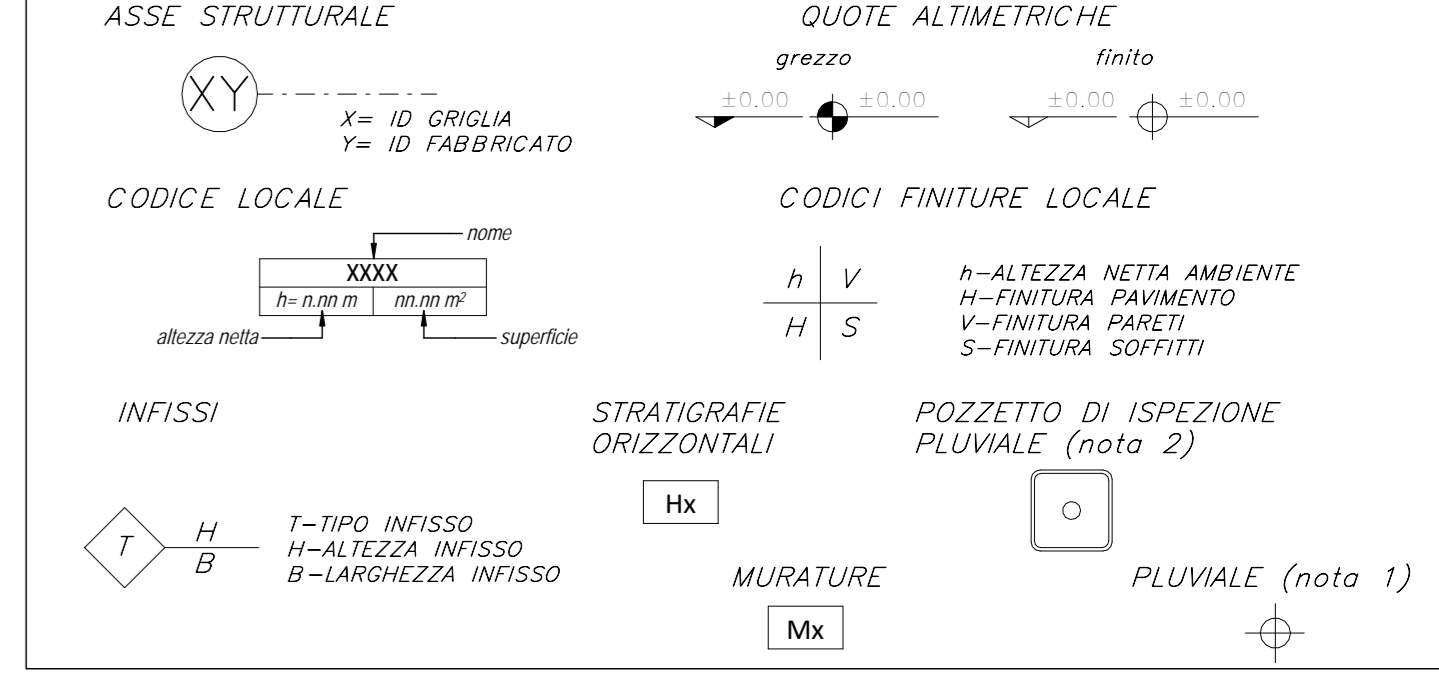 ASSE STRUTTURALE
XY
X= ID GRIGLIA
Y= ID FABBRICATO
QUOTE ALTIMETRICHE
grezzo
finito
±0.00
±0.00
±0.00
±0.00
CODICE LOCALE
nome
XXXX
h= n.nn m
nn.nn m²
altezza netta
superficie
CODICI FINITURE LOCALE
h V
H S
h-ALTEZZA NETTA AMBIENTE
H-FINITURA PAVIMENTO
V-FINITURA PARETI
S-FINITURA SOFFITTI
INFISSI
T
H
B
T-TIPO INFISSO
H-ALTEZZA INFISSO
B-LARGHEZZA INFISSO
STRATIGRAFIE
ORIZZONTALI
Hx
POZZETTO DI ISPEZIONE
PLUVIALE (nota 2)
MURATURE
Mx
PLUVIALE (nota 1)